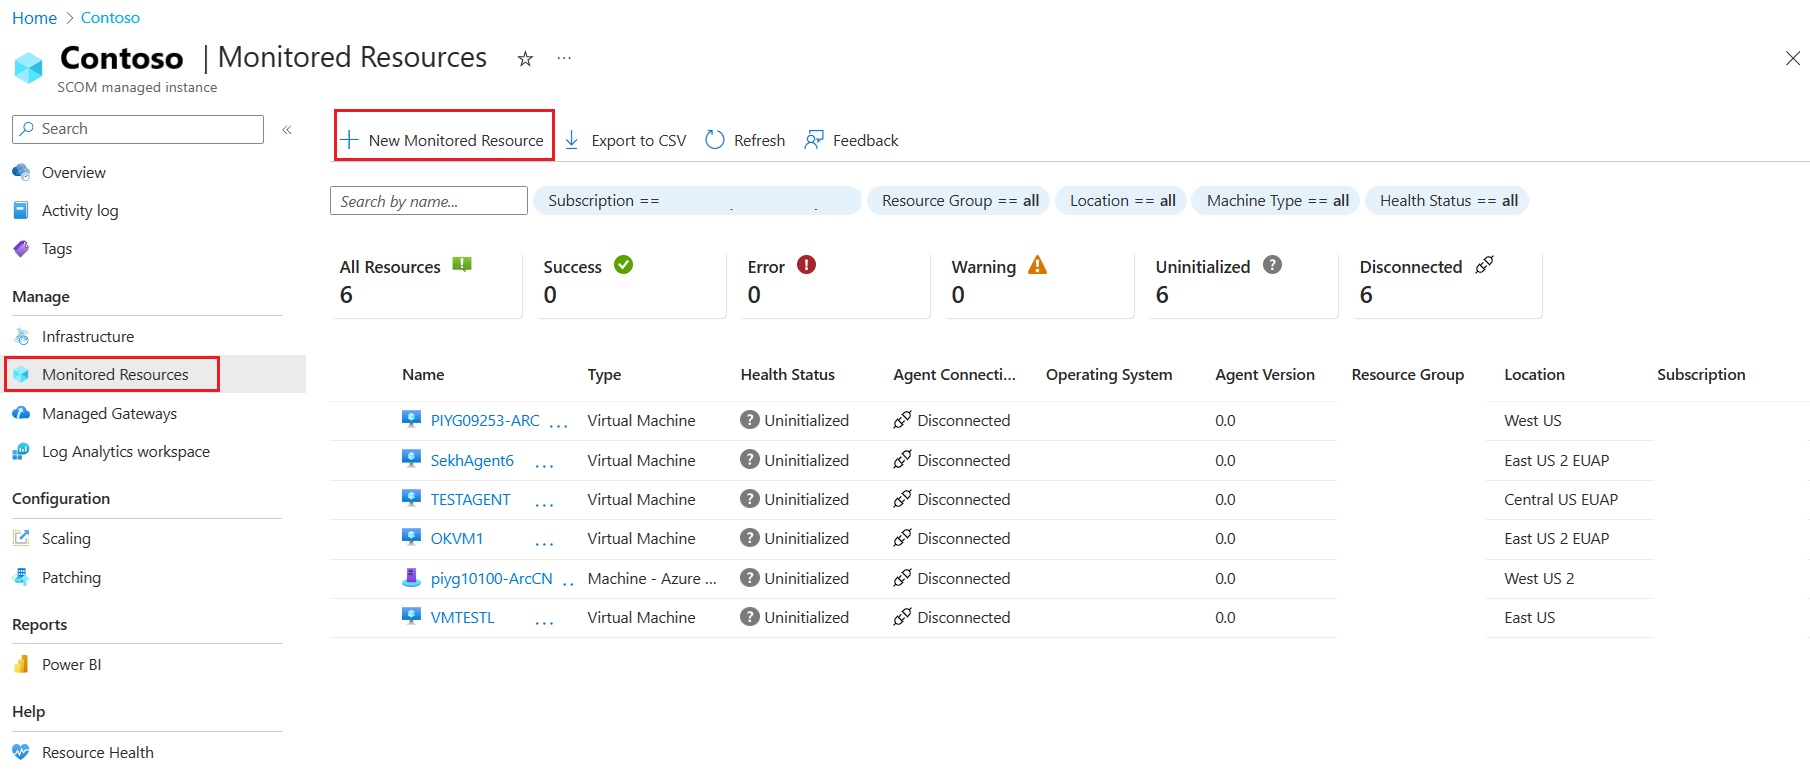 Home > Contoso
Contoso | Monitored Resources ☆ ...
SCOM managed instance
Search «
Overview
Activity log
Tags
Manage
Infrastructure
Monitored Resources
Managed Gateways
Log Analytics workspace
Configuration
Scaling
Patching
Reports
Power BI
Help
Resource Health
New Monitored Resource Export to CSV Refresh Feedback
Search by name... Subscription == Resource Group == all Location == all Machine Type == all Health Status == all
All Resources Success Error Warning Uninitialized Disconnected
6 0 0 0 6 6
Name Type Health Status Agent Connecti... Operating System Agent Version Resource Group Location Subscription
PIYG09253-ARC ... Virtual Machine Uninitialized Disconnected 0.0 West US
SekhAgent6 ... Virtual Machine Uninitialized Disconnected 0.0 East US 2 EUAP
TESTAGENT ... Virtual Machine Uninitialized Disconnected 0.0 Central US EUAP
OKVM1 ... Virtual Machine Uninitialized Disconnected 0.0 East US 2 EUAP
piyg10100-ArcCN .. Machine - Azure ... Uninitialized Disconnected 0.0 West US 2
VMTESTL ... Virtual Machine Uninitialized Disconnected 0.0 East US